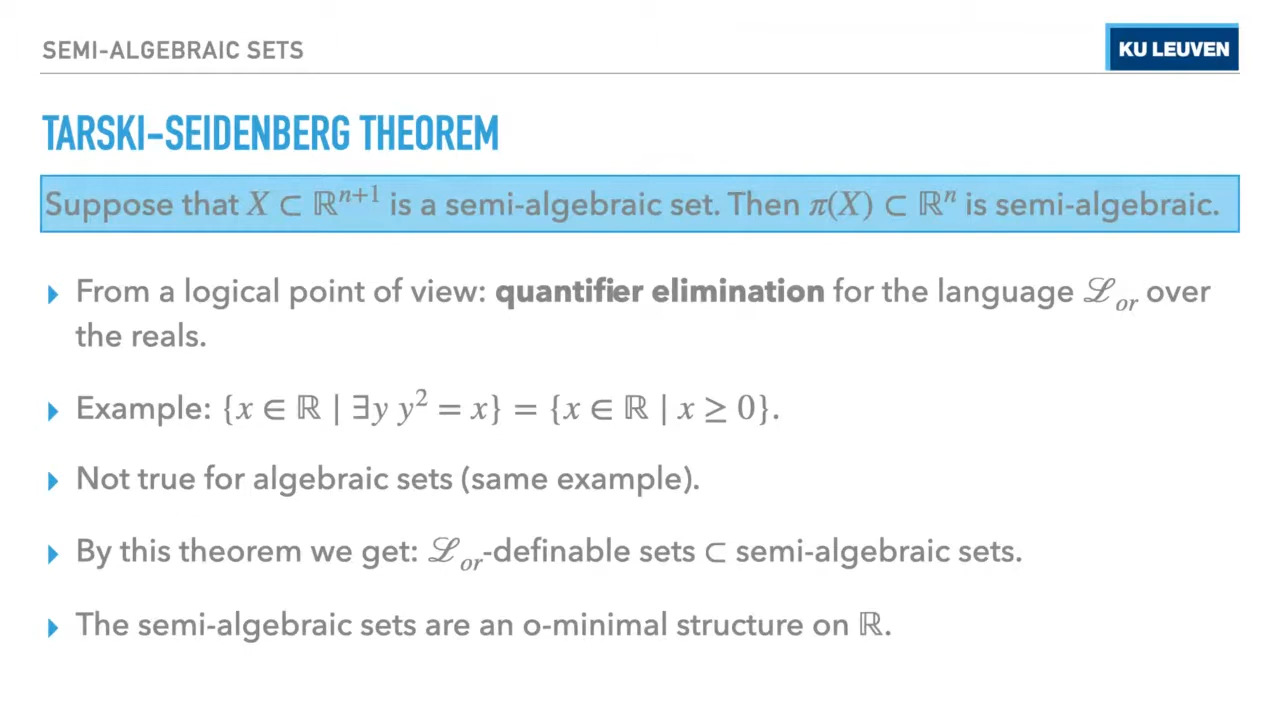 SEMI-ALGEBRAIC SETS
KU LEUVEN
TARSKI-SEIDENBERG THEOREM
Suppose that X ⊂ ℝⁿ⁺¹ is a semi-algebraic set. Then π(X) ⊂ ℝⁿ is semi-algebraic.
▸ From a logical point of view: quantifier elimination for the language ℒ_or over
the reals.
▸ Example: {x ∈ ℝ | ∃y y² = x} = {x ∈ ℝ | x ≥ 0}.
▸ Not true for algebraic sets (same example).
▸ By this theorem we get: ℒ_or-definable sets ⊂ semi-algebraic sets.
▸ The semi-algebraic sets are an o-minimal structure on ℝ.